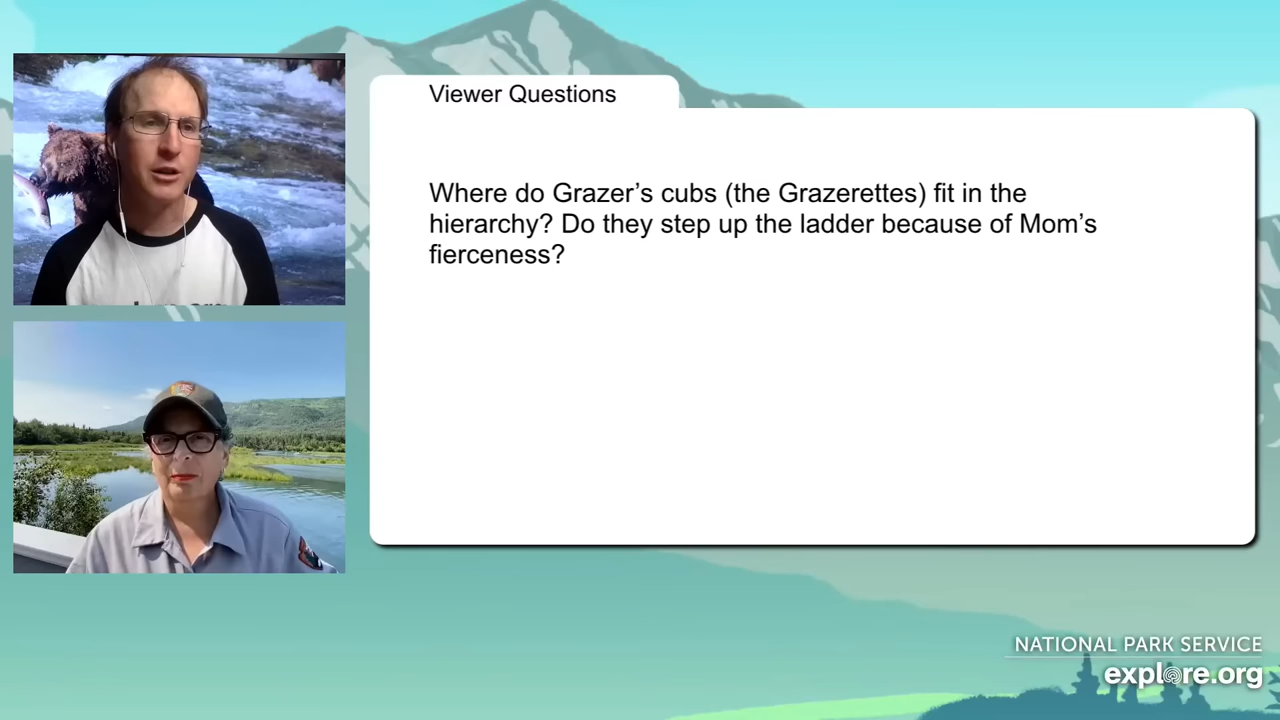 Viewer Questions
Where do Grazer's cubs (the Grazerettes) fit in the
hierarchy? Do they step up the ladder because of Mom's
fierceness?
NATIONAL PARK SERVICE
explore.org